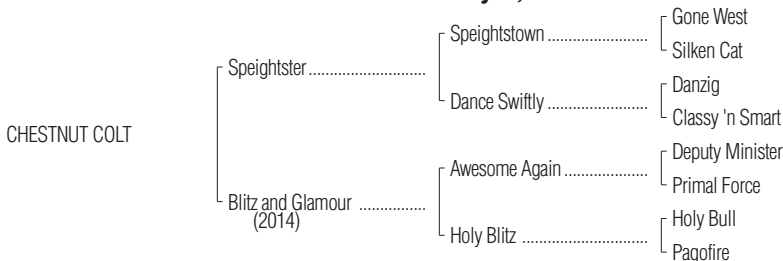 Gone West
Speightstown ..........................
Silken Cat
Speightster ..............................
Danzig
Dance Swiftly ..........................
Classy 'n Smart
CHESTNUT COLT
Deputy Minister
Awesome Again ......................
Primal Force
Blitz and Glamour .................
(2014)
Holy Bull
Holy Blitz ................................
Pagofire